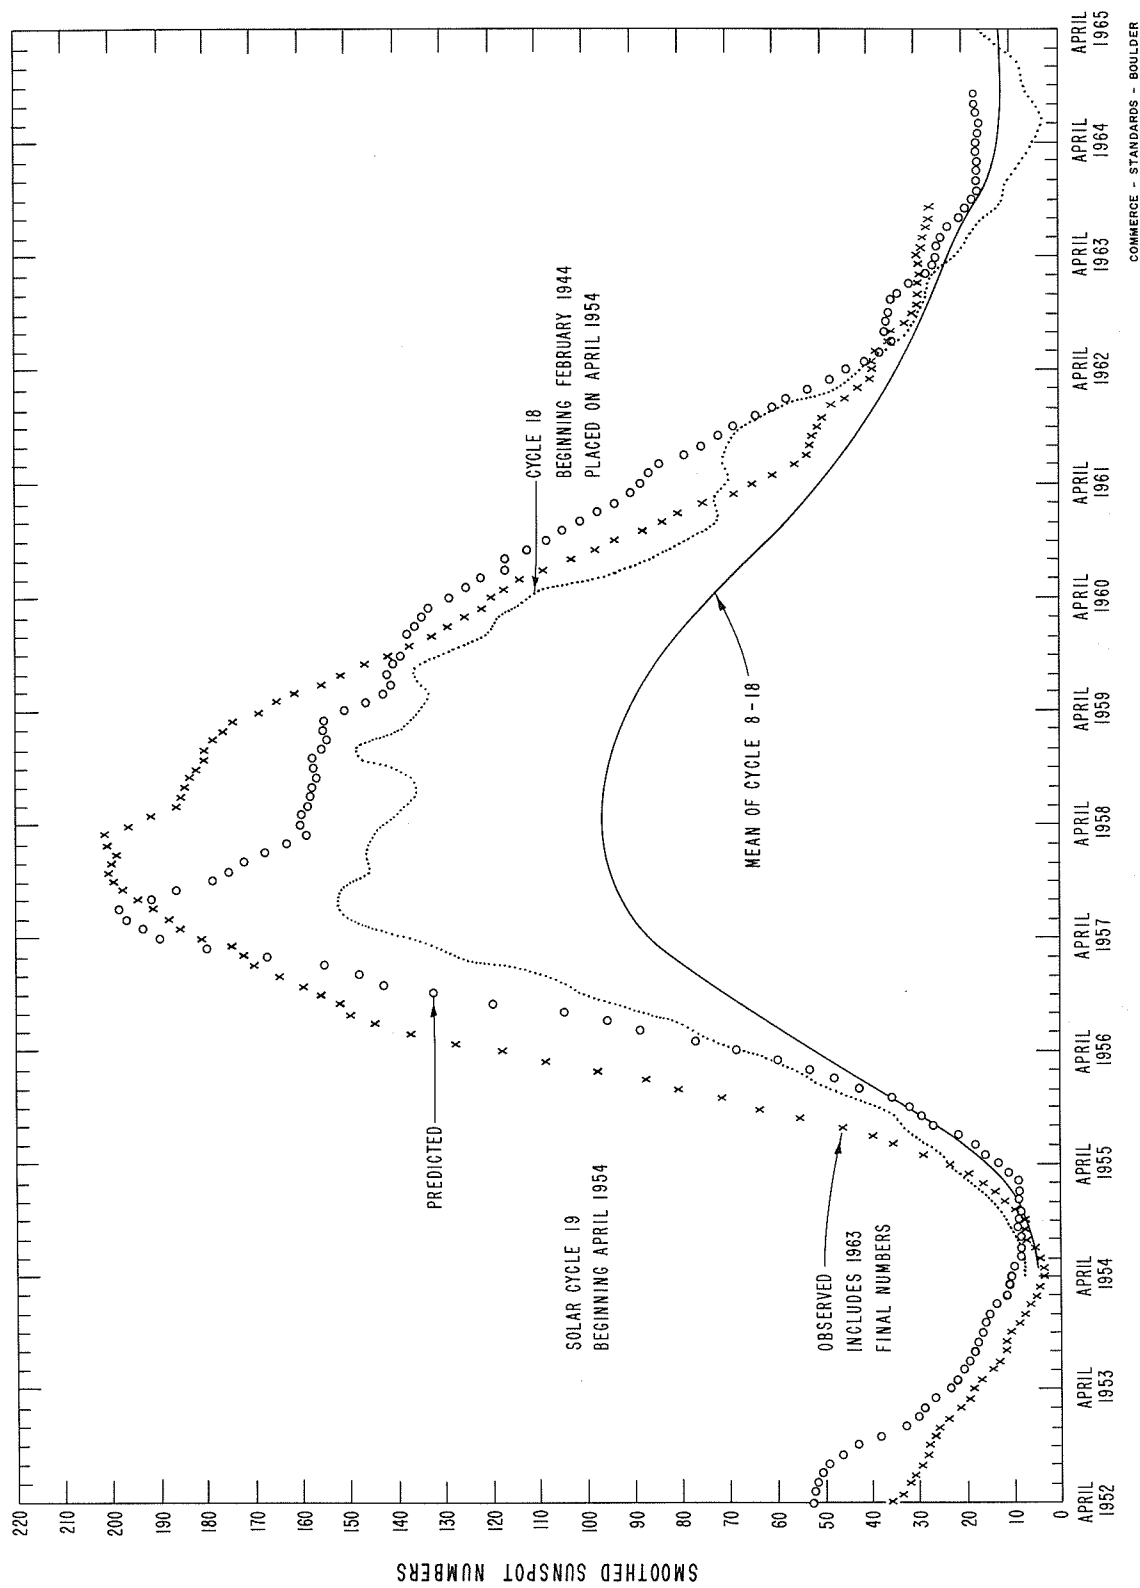 SMOOTHED SUNSPOT NUMBERS
220
210
200
190
180
170
160
150
140
130
120
110
100
90
80
70
60
50
40
30
20
10
0
PREDICTED
SOLAR CYCLE 19
BEGINNING APRIL 1954
OBSERVED
INCLUDES 1963
FINAL NUMBERS
CYCLE 18
BEGINNING FEBRUARY 1944
PLACED ON APRIL 1954
MEAN OF CYCLE 8-18
APRIL
1952
APRIL
1953
APRIL
1954
APRIL
1955
APRIL
1956
APRIL
1957
APRIL
1958
APRIL
1959
APRIL
1960
APRIL
1961
APRIL
1962
APRIL
1963
APRIL
1964
APRIL
1965
COMMERCE - STANDARDS - BOULDER